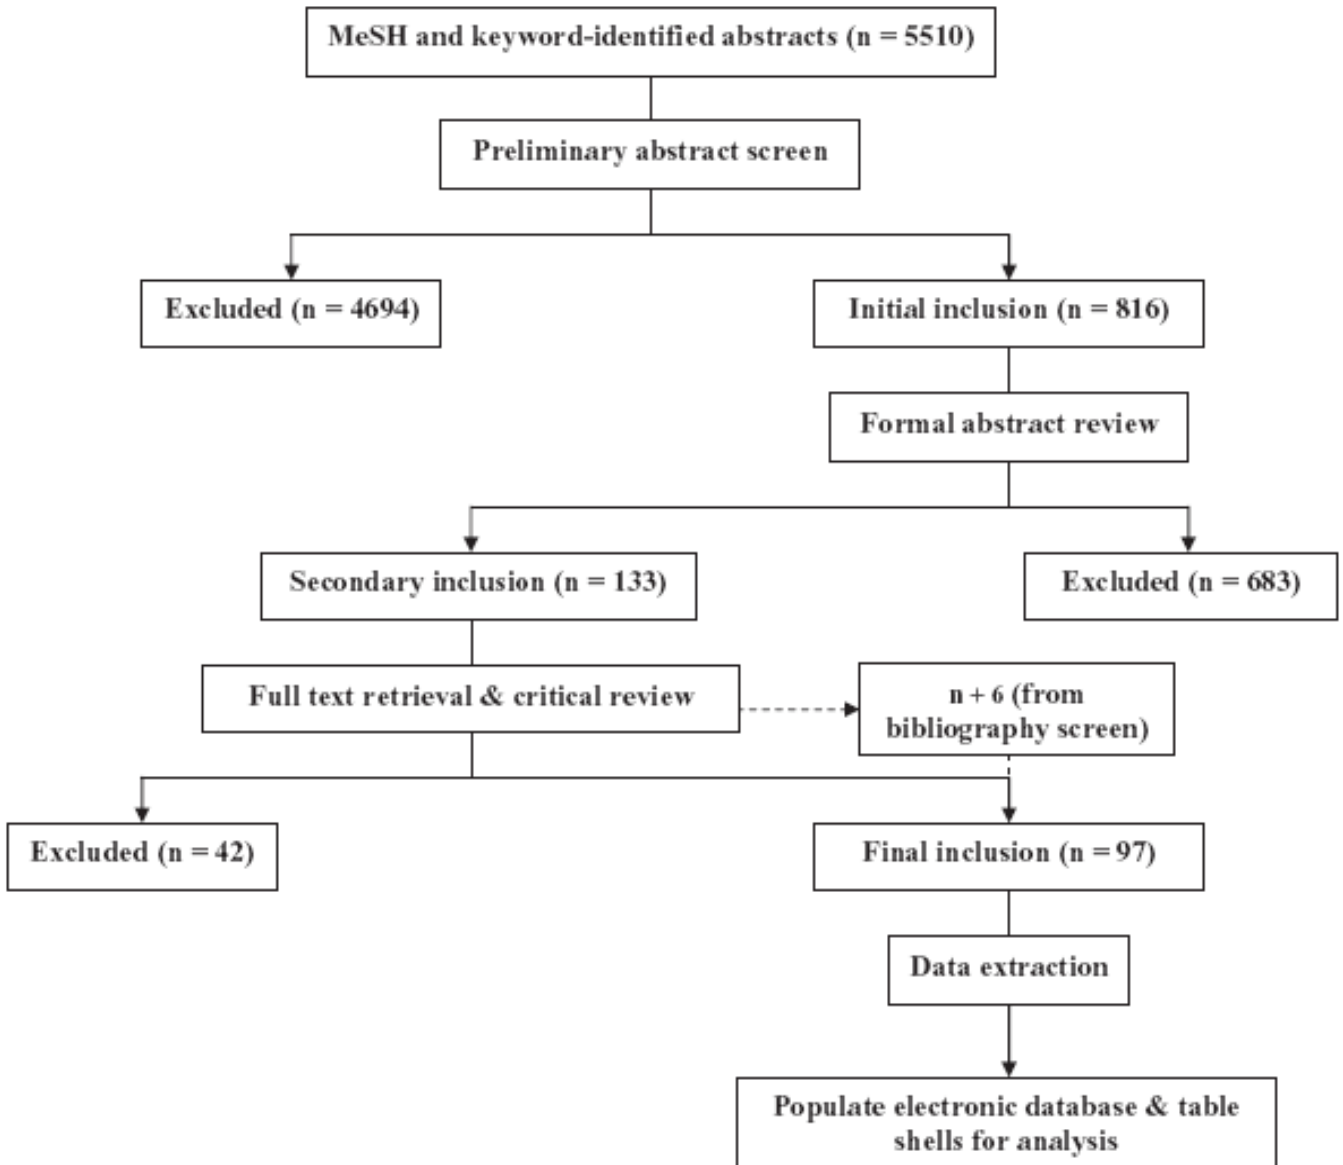 MeSH and keyword-identified abstracts (n = 5510)
Preliminary abstract screen
Excluded (n = 4694)
Initial inclusion (n = 816)
Formal abstract review
Secondary inclusion (n = 133)
Excluded (n = 683)
Full text retrieval & critical review
n + 6 (from
bibliography screen)
Excluded (n = 42)
Final inclusion (n = 97)
Data extraction
Populate electronic database & table
shells for analysis